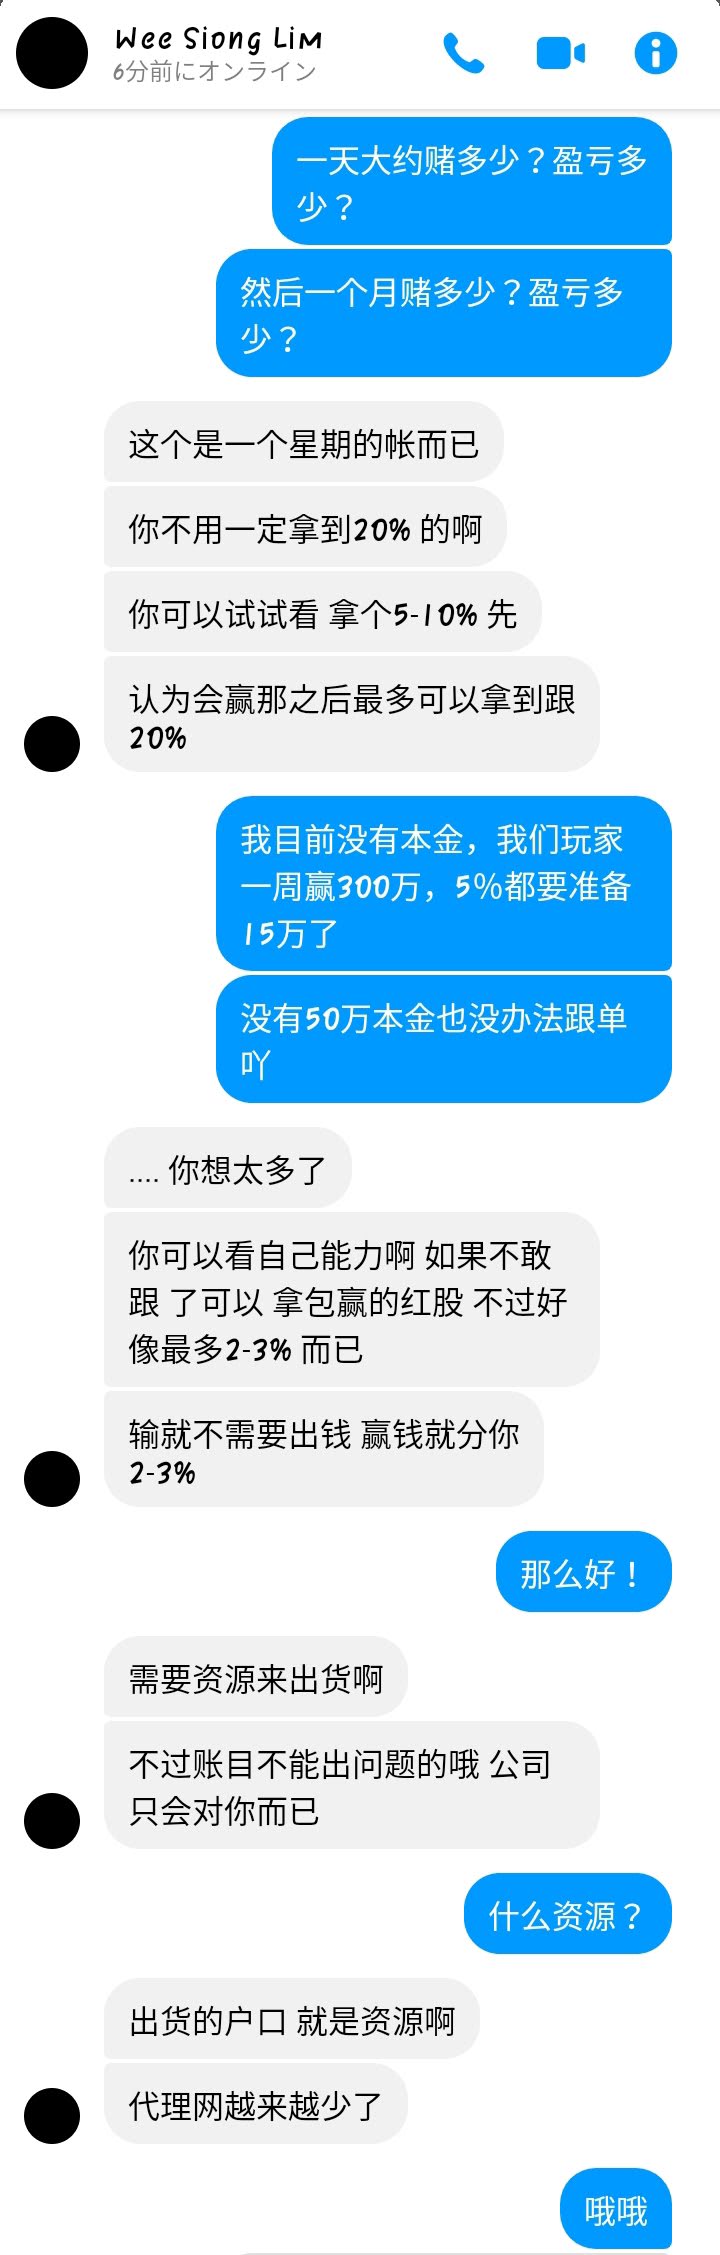 Wee Siong Lim
6分前にオンライン
一天大约赌多少？盈亏多
少？
然后一个月赌多少？盈亏多
少？
这个是一个星期的帐而已
你不用一定拿到20% 的啊
你可以试试看 拿个5-10% 先
认为会赢那之后最多可以拿到跟
20%
我目前没有本金，我们玩家
一周赢300万，5％都要准备
15万了
没有50万本金也没办法跟单
吖
.... 你想太多了
你可以看自己能力啊 如果不敢
跟 了可以 拿包赢的红股 不过好
像最多2-3% 而已
输就不需要出钱 赢钱就分你
2-3%
那么好！
需要资源来出货啊
不过账目不能出问题的哦 公司
只会对你而已
什么资源？
出货的户口 就是资源啊
代理网越来越少了
哦哦